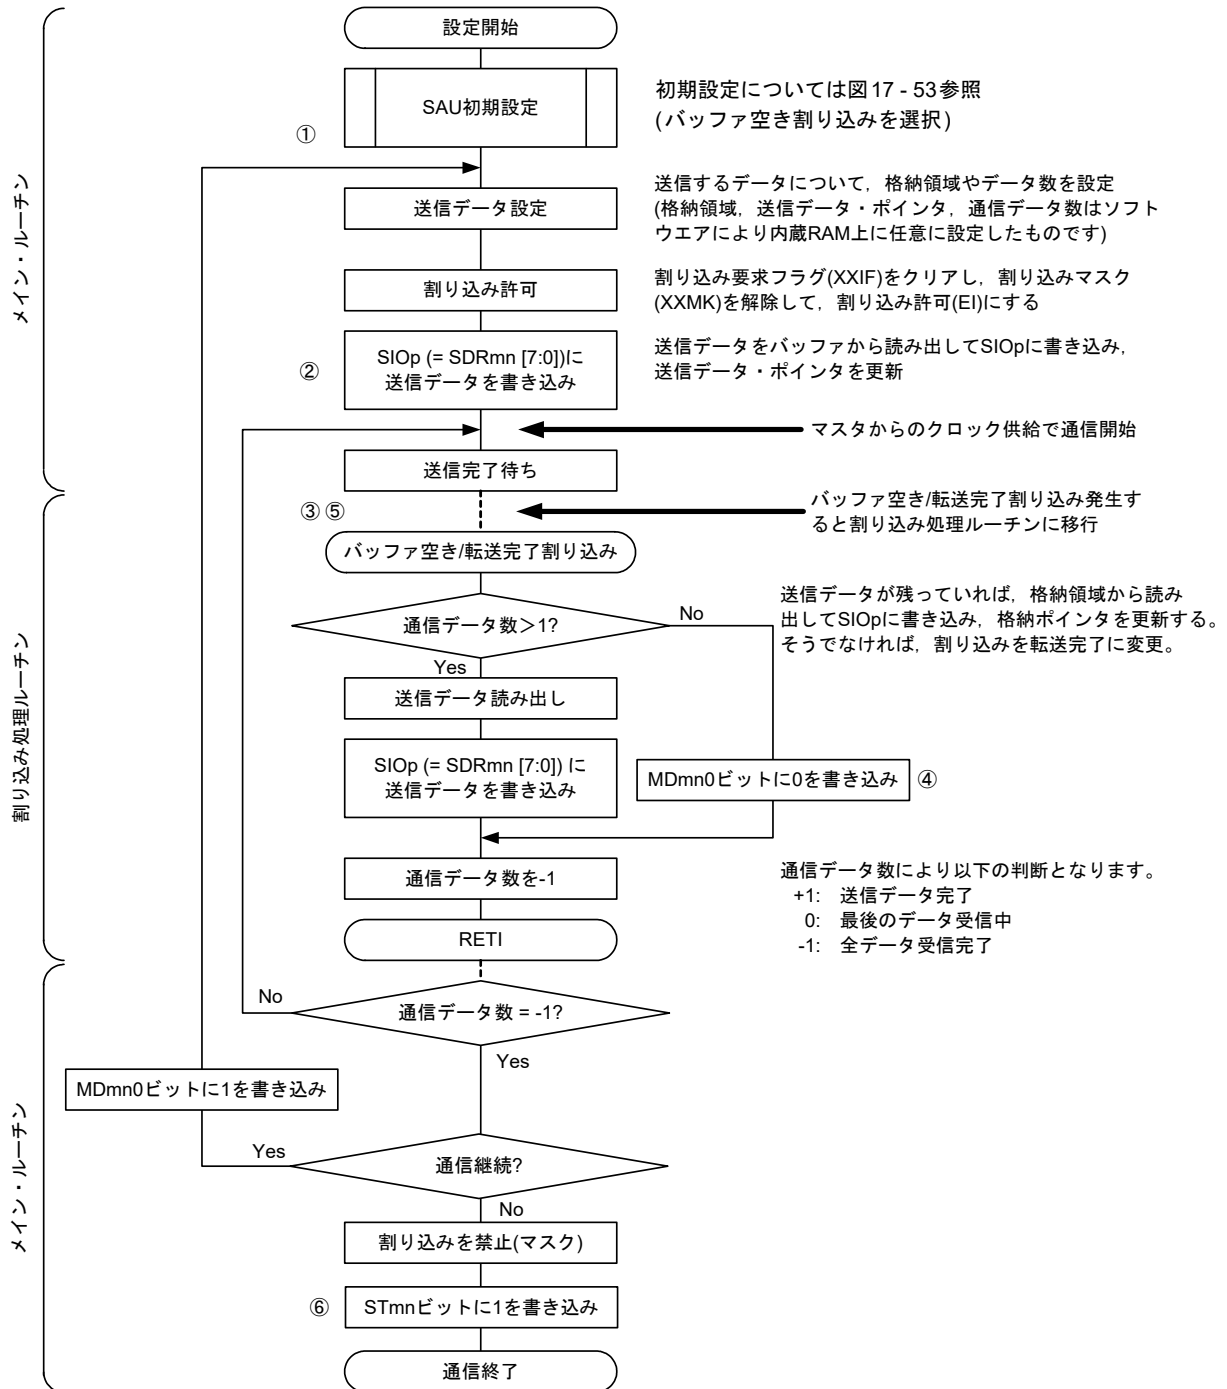 設定開始
SAU初期設定
初期設定については図17 - 53参照
(バッファ空き割り込みを選択)
①
メイン・ルーチン
送信データ設定
送信するデータについて，格納領域やデータ数を設定
(格納領域，送信データ・ポインタ，通信データ数はソフト
ウエアにより内蔵RAM上に任意に設定したものです)
割り込み許可
割り込み要求フラグ(XXIF)をクリアし，割り込みマスク
(XXMK)を解除して，割り込み許可(EI)にする
②
SIOp (= SDRmn [7:0])に
送信データを書き込み
送信データをバッファから読み出してSIOpに書き込み，
送信データ・ポインタを更新
マスタからのクロック供給で通信開始
送信完了待ち
③⑤
バッファ空き/転送完了割り込み発生す
ると割り込み処理ルーチンに移行
バッファ空き/転送完了割り込み
割り込み処理ルーチン
通信データ数＞1?
No
Yes
送信データが残っていれば，格納領域から読み
出してSIOpに書き込み，格納ポインタを更新する。
そうでなければ，割り込みを転送完了に変更。
送信データ読み出し
SIOp (= SDRmn [7:0]) に
送信データを書き込み
MDmn0ビットに0を書き込み
④
通信データ数を-1
通信データ数により以下の判断となります。
+1: 送信データ完了
0: 最後のデータ受信中
-1: 全データ受信完了
RETI
メイン・ルーチン
通信データ数 = -1?
No
Yes
MDmn0ビットに1を書き込み
通信継続?
Yes
No
割り込みを禁止(マスク)
⑥
STmnビットに1を書き込み
通信終了